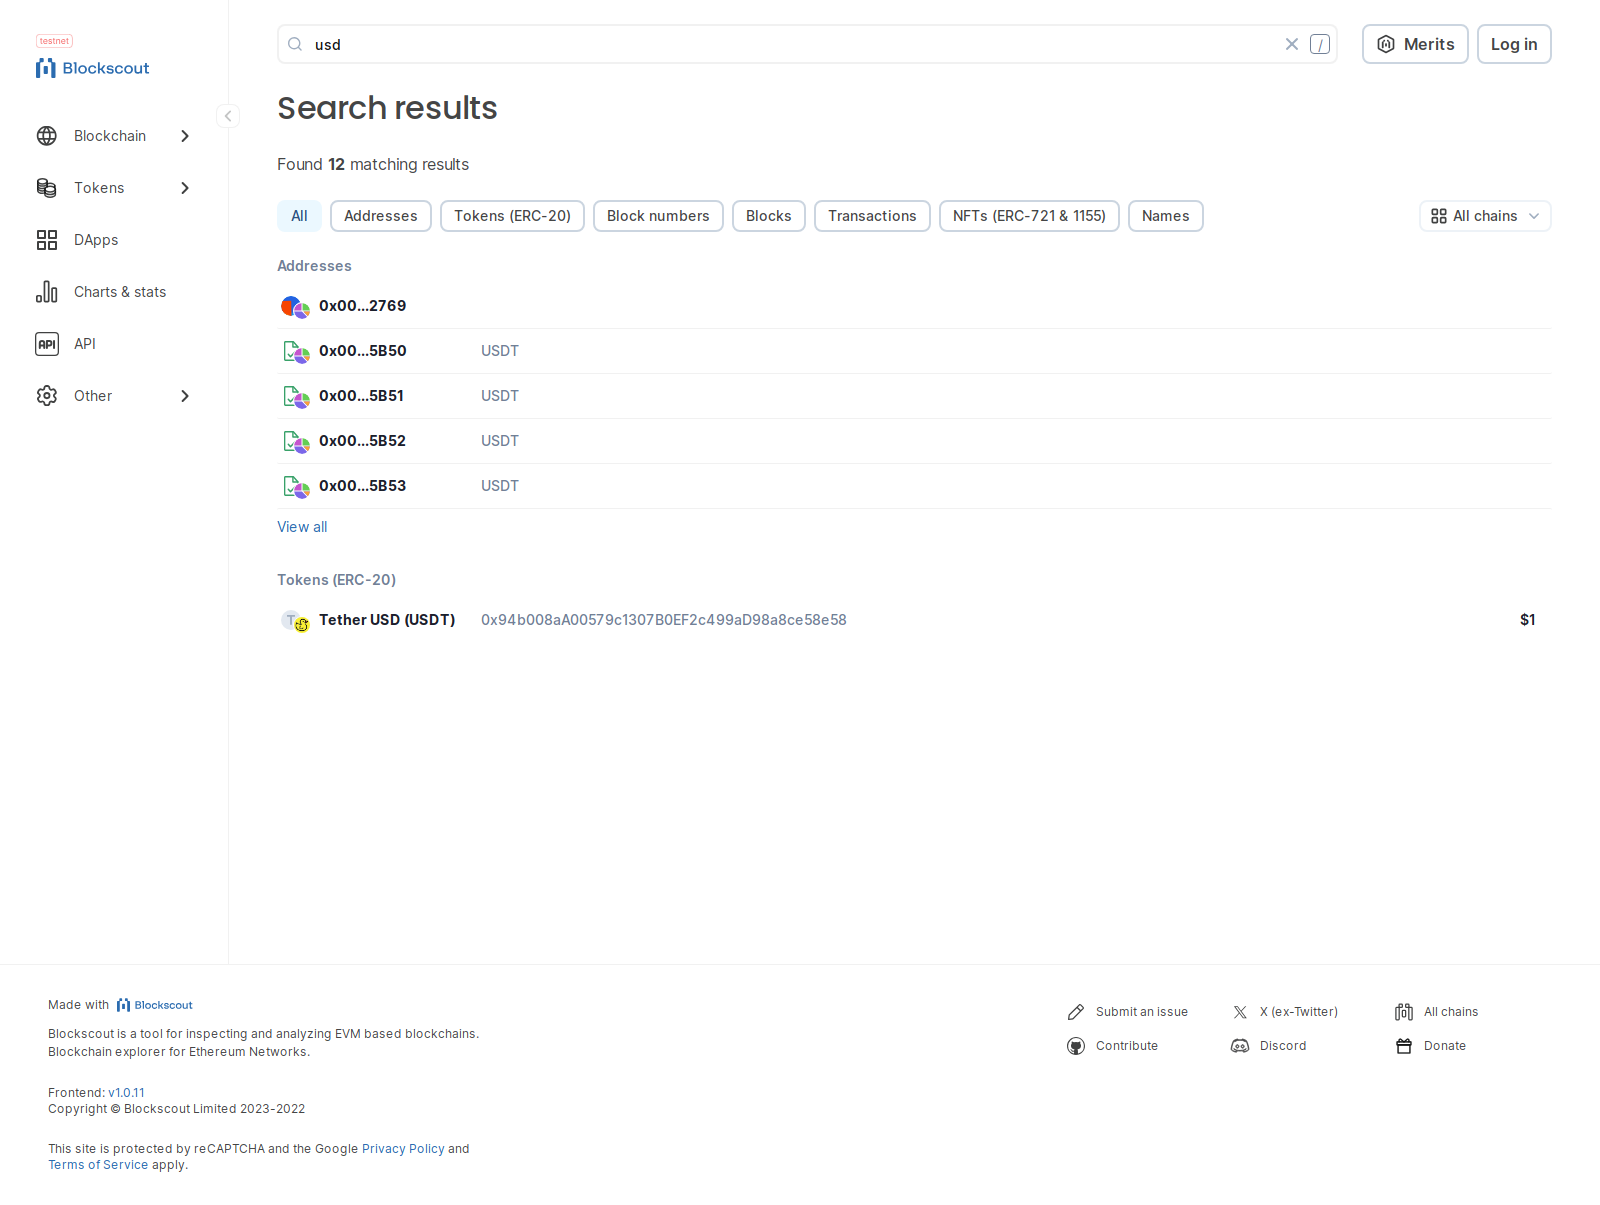 testnet
Blockscout
Blockchain
Tokens
DApps
Charts & stats
API
API
Other
usd
/
Merits
Log in
Search results
Found 12 matching results
All
Addresses
Tokens (ERC-20)
Block numbers
Blocks
Transactions
NFTs (ERC-721 & 1155)
Names
All chains
Addresses
0x00...2769
0x00...5B50 USDT
0x00...5B51 USDT
0x00...5B52 USDT
0x00...5B53 USDT
View all
Tokens (ERC-20)
T Tether USD (USDT) 0x94b008aA00579c1307B0EF2c499aD98a8ce58e58 $1
Made with Blockscout
Blockscout is a tool for inspecting and analyzing EVM based blockchains.
Blockchain explorer for Ethereum Networks.
Frontend: v1.0.11
Copyright © Blockscout Limited 2023-2022
This site is protected by reCAPTCHA and the Google Privacy Policy and
Terms of Service apply.
Submit an issue
X (ex-Twitter)
All chains
Contribute
Discord
Donate